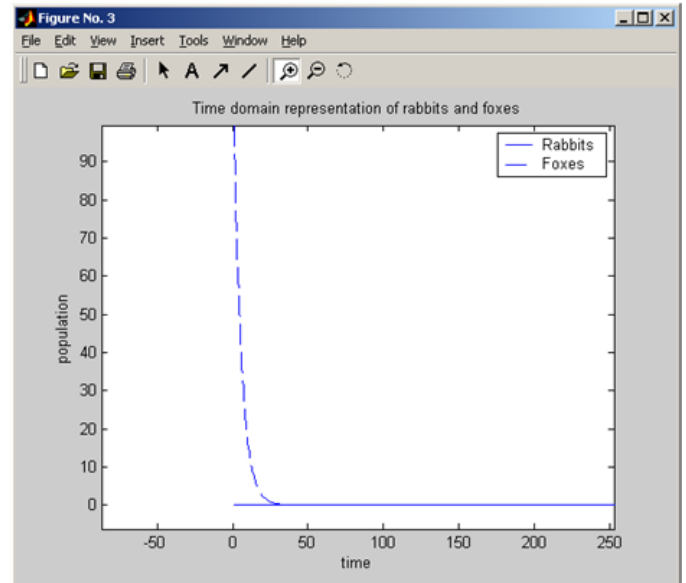 Figure No. 3
File Edit View Insert Tools Window Help
A
Time domain representation of rabbits and foxes
Rabbits
Foxes
90
80
70
60
50
40
30
20
10
0
population
-50 0 50 100 150 200 250
time